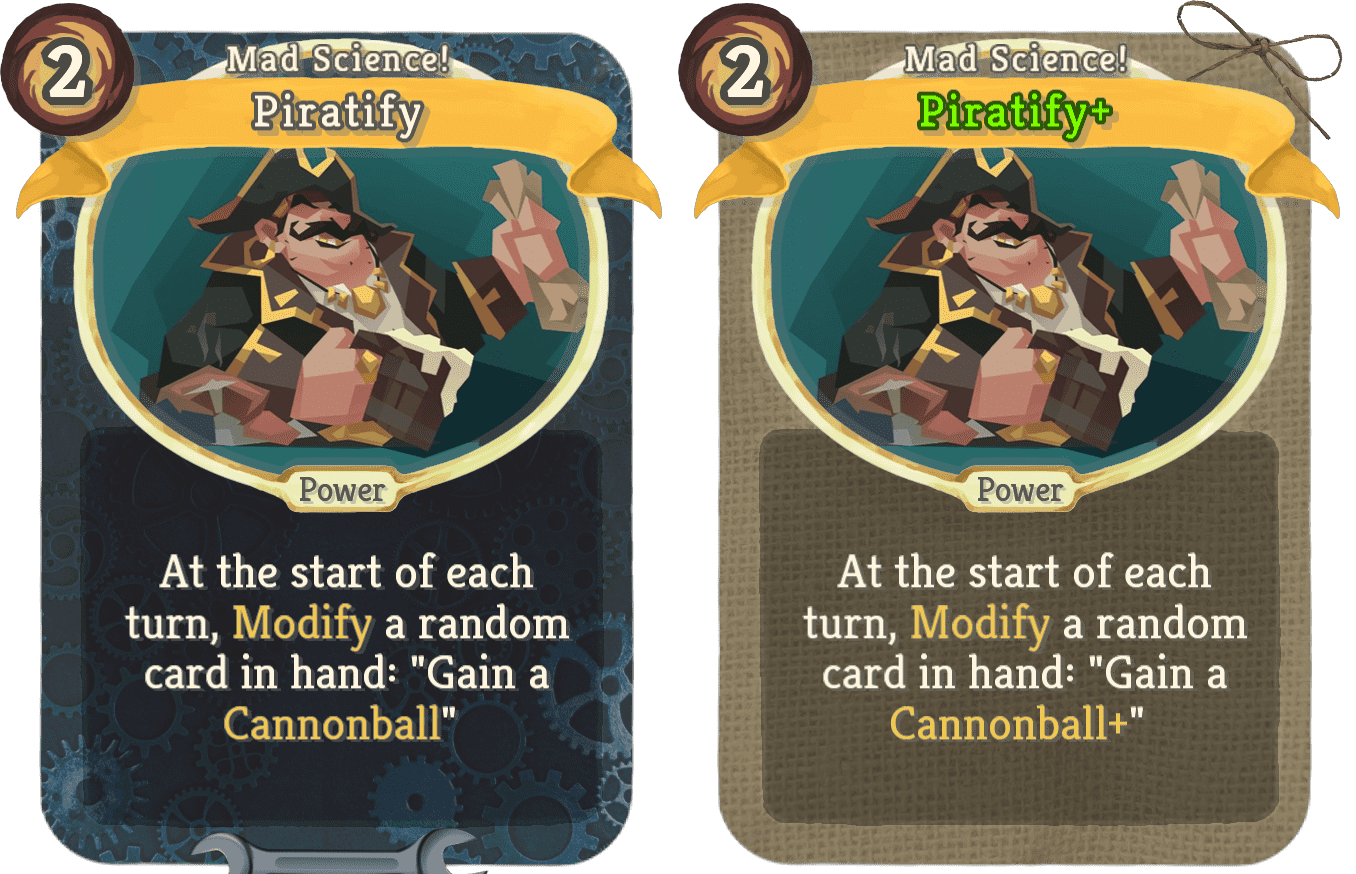 2
Mad Science!
Piratify
Power
At the start of each
turn, Modify a random
card in hand: "Gain a
Cannonball"
2
Mad Science!
Piratify+
Power
At the start of each
turn, Modify a random
card in hand: "Gain a
Cannonball+"